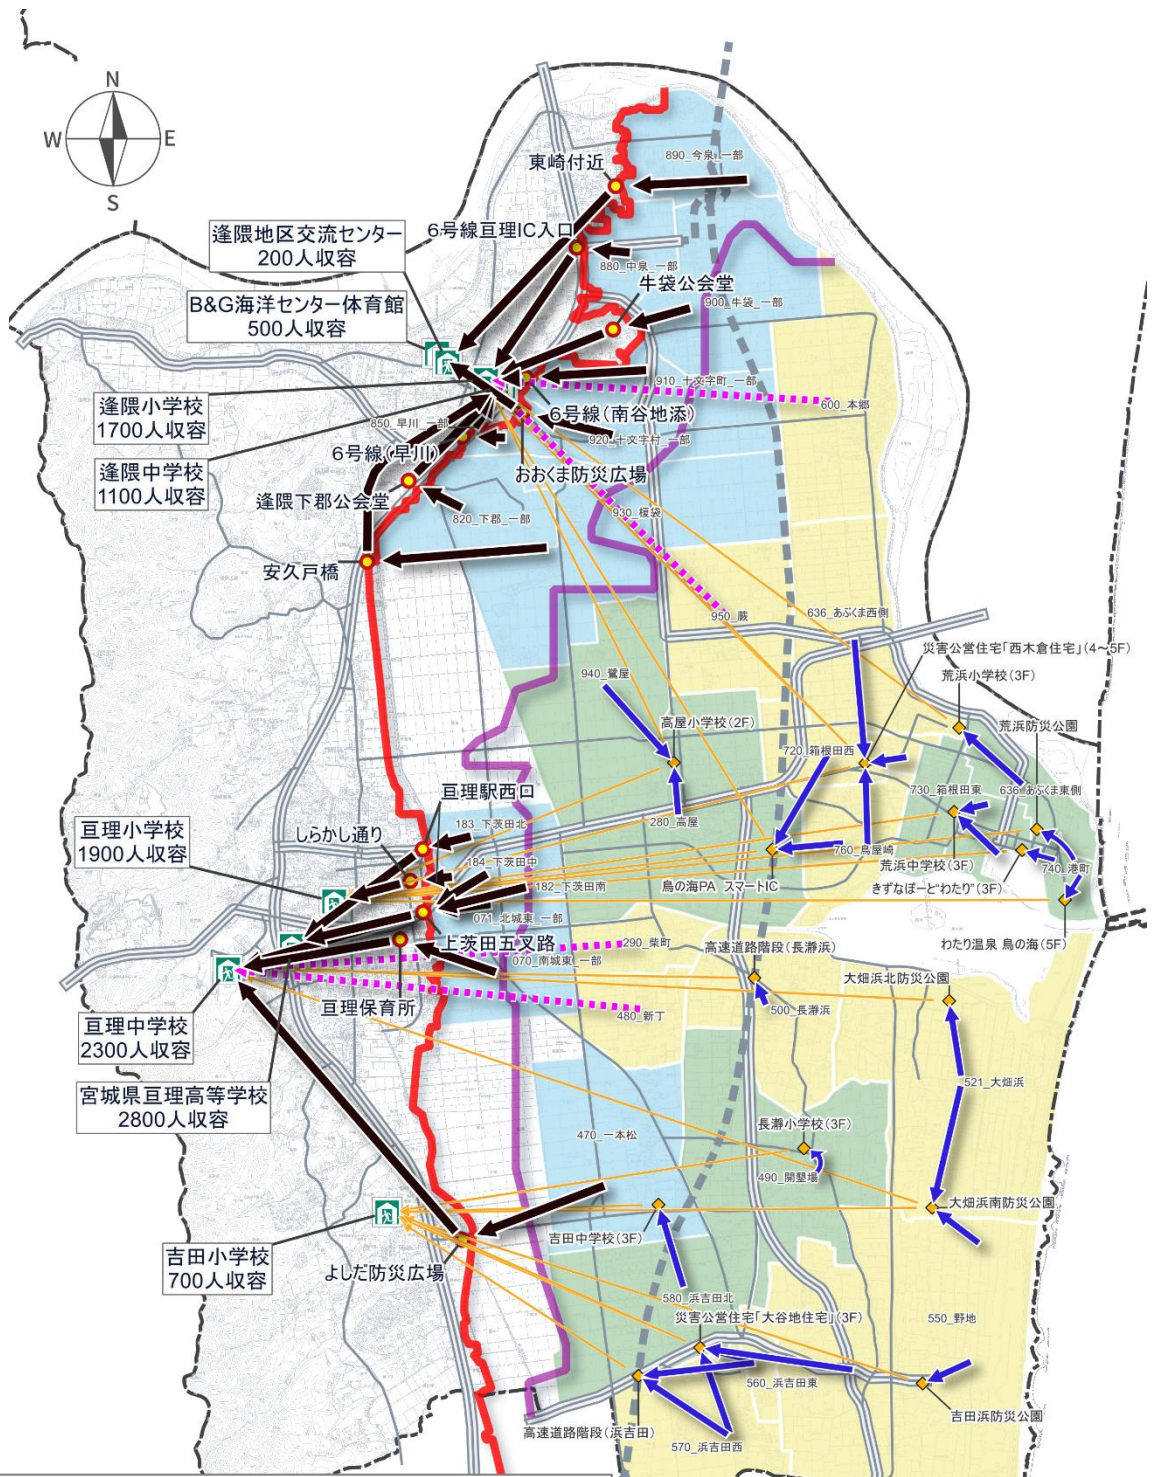 N
W
E
S
東崎付近
890_今泉_一部
逢隈地区交流センター
200人収容
6号線亘理IC入口
880_中泉_一部
牛袋公会堂
900_牛袋_一部
B&G海洋センター体育館
500人収容
910_十文字町_一部
600_本郷
逢隈小学校
1700人収容
850_早川_一部
6号線(南谷地添)
920_十文字村_一部
6号線(早川)
逢隈中学校
1100人収容
おおくま防災広場
逢隈下郡公会堂
820_下郡_一部
930_榎袋
安久戸橋
950_蕨
636_あぶくま西側
災害公営住宅「西木倉住宅」(4~5F)
荒浜小学校(3F)
940_鷺屋
高屋小学校(2F)
荒浜防災公園
720_箱根田西
730_箱根田東
636_あぶくま東側
亘理駅西口
183_下茨田北
280_高屋
760_鳥屋崎
荒浜中学校(3F)
740_港町
亘理小学校
1900人収容
しらかし通り
184_下茨田中
182_下茨田南
鳥の海PA スマートIC
きずなぽーと"わたり"(3F)
071_北城東_一部
上茨田五叉路
290_柴町
高速道路階段(長瀞浜)
わたり温泉 鳥の海(5F)
070_南城東_一部
大畑浜北防災公園
亘理保育所
480_新丁
500_長瀞浜
亘理中学校
2300人収容
宮城県亘理高等学校
2800人収容
521_大畑浜
470_一本松
長瀞小学校(3F)
490_開墾場
大畑浜南防災公園
吉田小学校
700人収容
よしだ防災広場
吉田中学校(3F)
580_浜吉田北
災害公営住宅「大谷地住宅」(3F)
550_野地
560_浜吉田東
吉田浜防災公園
高速道路階段(浜吉田)
570_浜吉田西